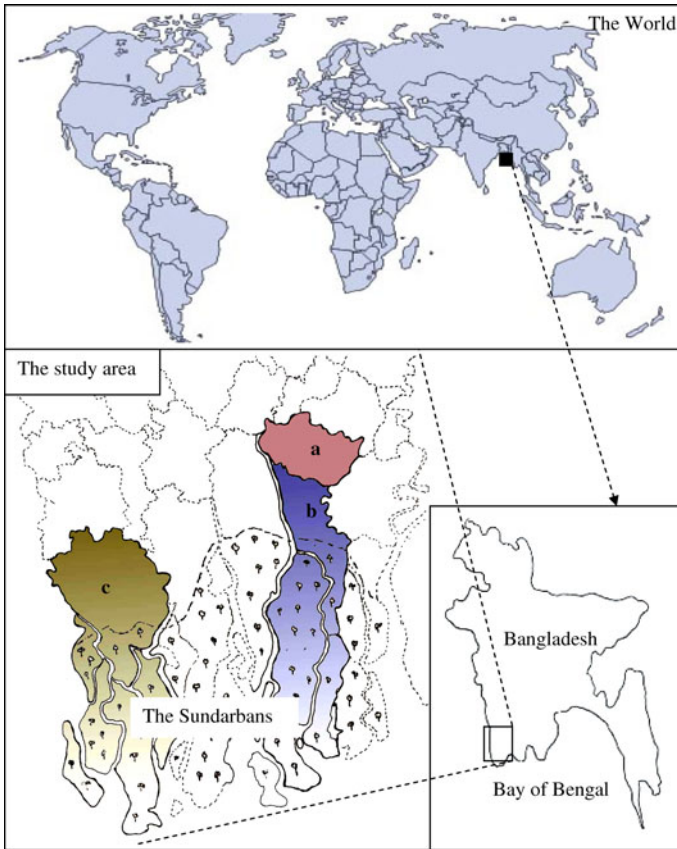 The World
The study area
a
b
c
The Sundarbans
Bangladesh
Bay of Bengal